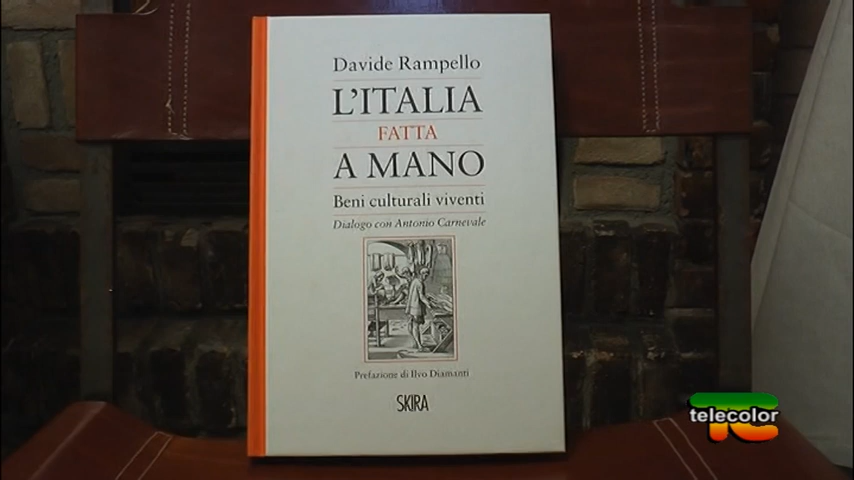 Davide Rampello
L'ITALIA
FATTA
A MANO
Beni culturali viventi
Dialogo con Antonio Carnevale
Prefazione di Ilvo Diamanti
SKIRA
telecolor